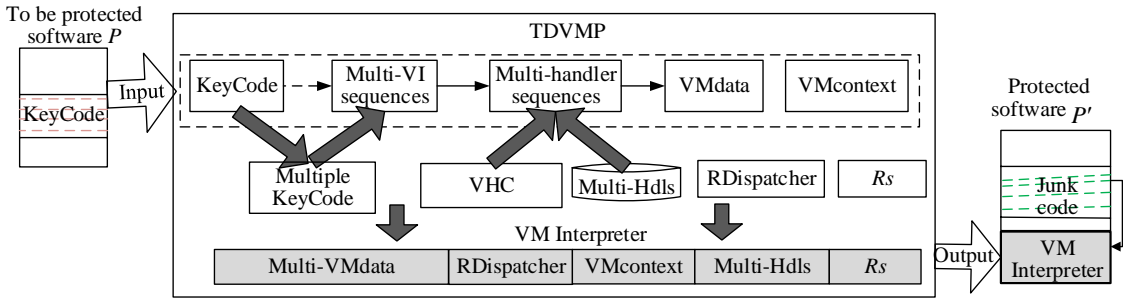 To be protected
software P
KeyCode
Input
TDVMP
KeyCode
Multi-VI
sequences
Multi-handler
sequences
VMdata
VMcontext
Multiple
KeyCode
VHC
Multi-Hdls
RDispatcher
Rs
VM Interpreter
Multi-VMdata
RDispatcher
VMcontext
Multi-Hdls
Rs
Output
Protected
software P'
Junk
code
VM
Interpreter